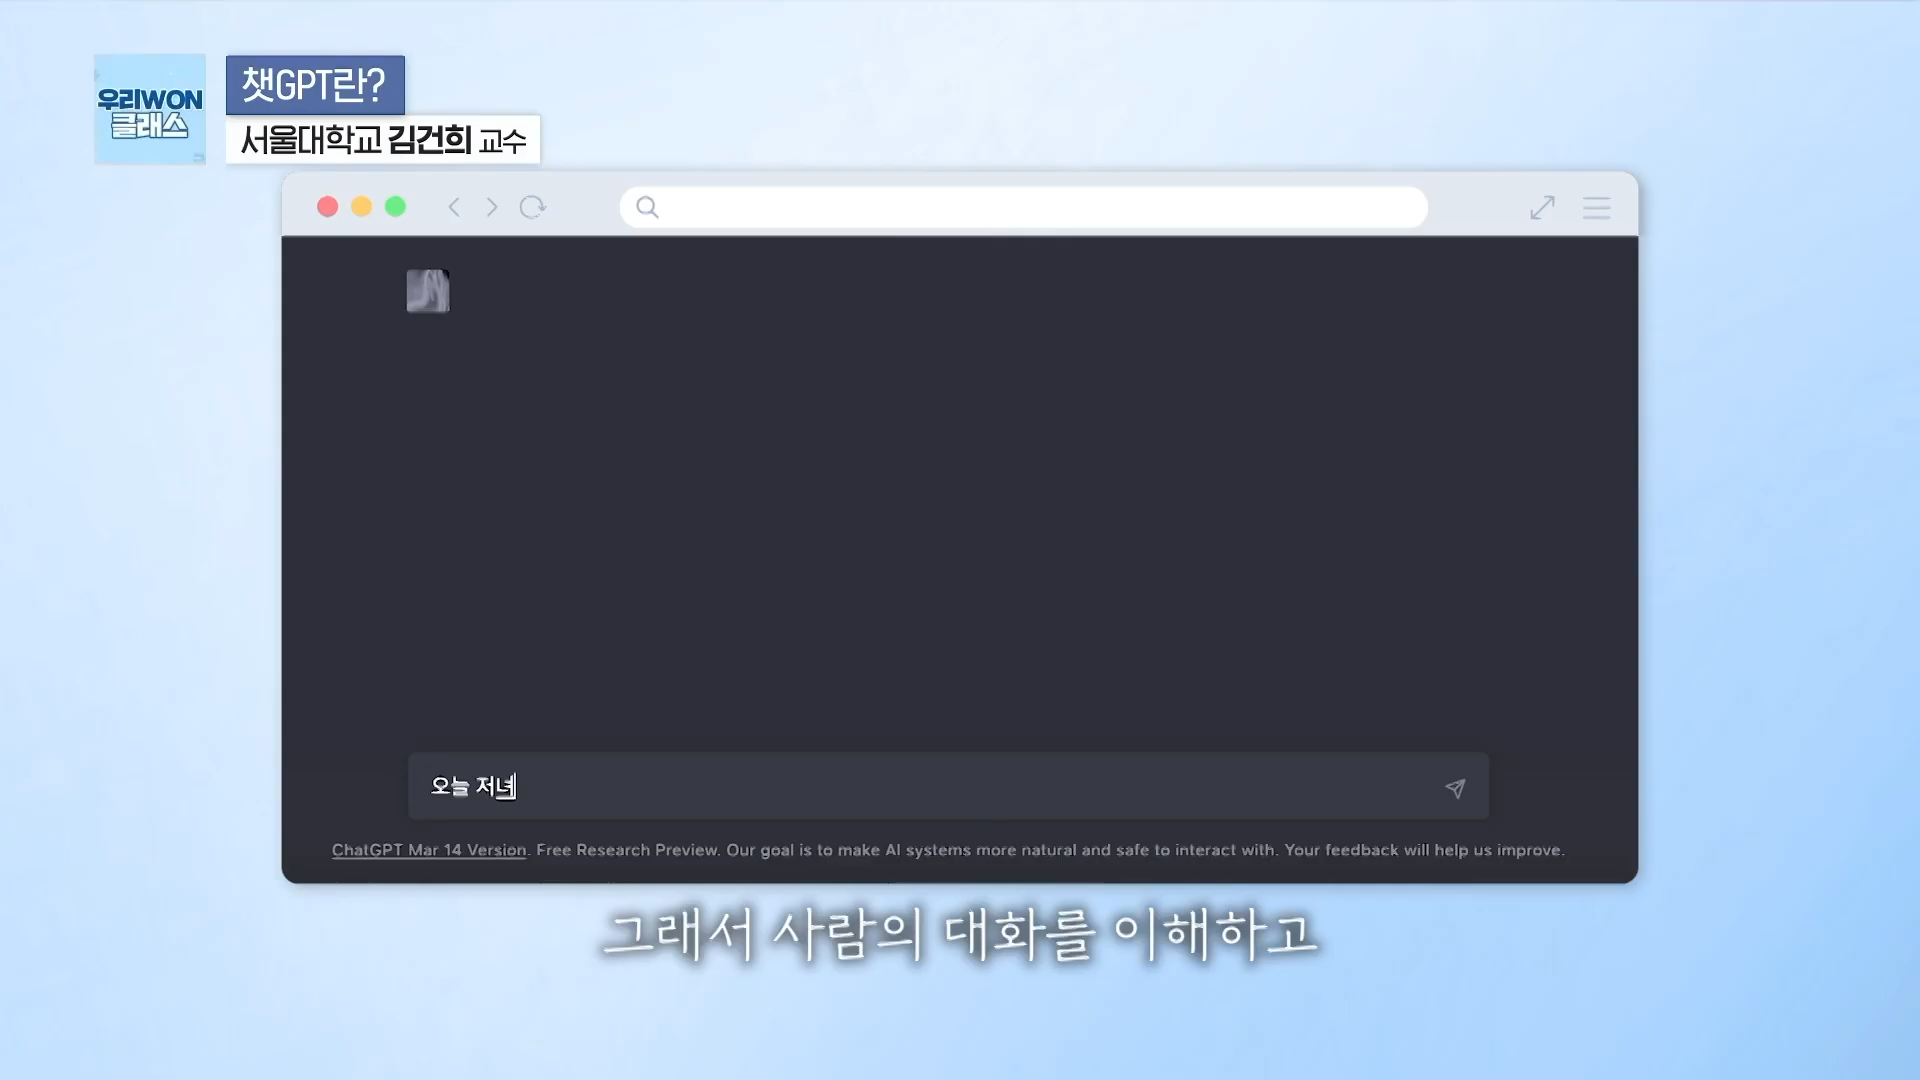 우리WON
클래스
챗GPT란?
서울대학교 김건희 교수
오늘 저녀
ChatGPT Mar 14 Version. Free Research Preview. Our goal is to make AI systems more natural and safe to interact with. Your feedback will help us improve.
그래서 사람의 대화를 이해하고